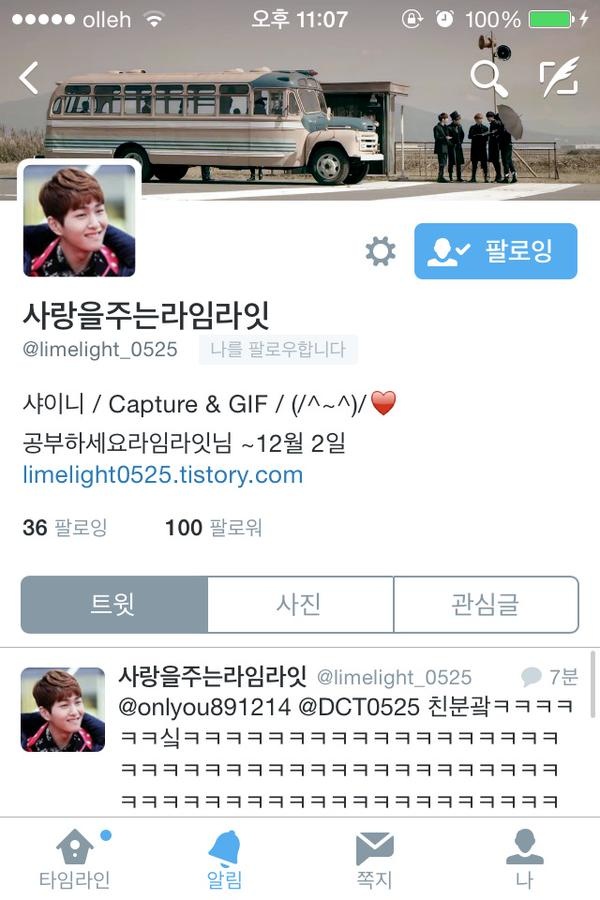 olleh 오후 11:07 100%
팔로잉
사랑을주는라임라잇
@limelight_0525 나를 팔로우합니다
샤이니 / Capture & GIF / (/^~^)/❤️
공부하세요라임라잇님 ~12월 2일
limelight0525.tistory.com
36 팔로잉 100 팔로워
트윗 사진 관심글
사랑을주는라임라잇 @limelight_0525 7분
@onlyou891214 @DCT0525 친분괔ㅋㅋㅋㅋ
ㅋㅋ싴ㅋㅋㅋㅋㅋㅋㅋㅋㅋㅋㅋㅋㅋㅋㅋㅋㅋㅋ
ㅋㅋㅋㅋㅋㅋㅋㅋㅋㅋㅋㅋㅋㅋㅋㅋㅋㅋㅋㅋㅋ
ㅋㅋㅋㅋㅋㅋㅋㅋㅋㅋㅋㅋㅋㅋㅋㅋㅋㅋㅋㅋㅋ
타임라인 알림 쪽지 나